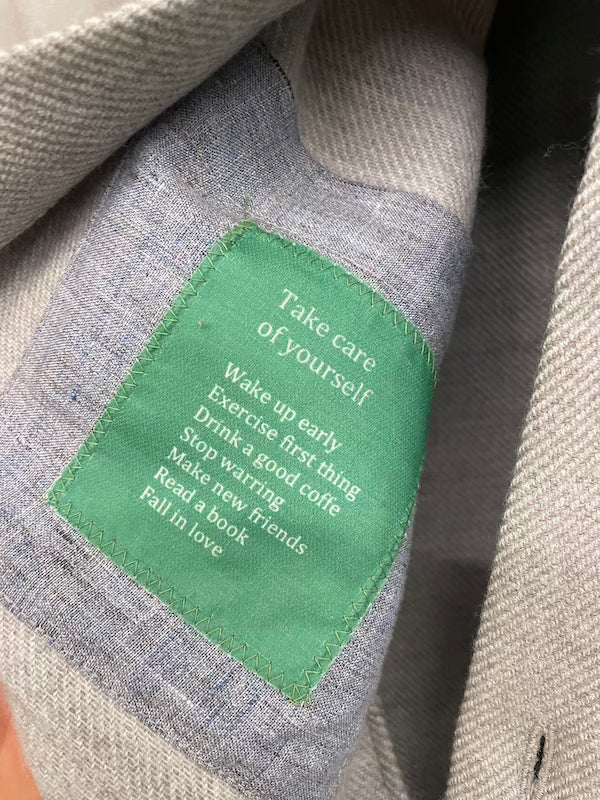 Take care
of yourself
Wake up early
Exercise first thing
Drink a good coffe
Stop warring
Make new friends
Read a book
Fall in love